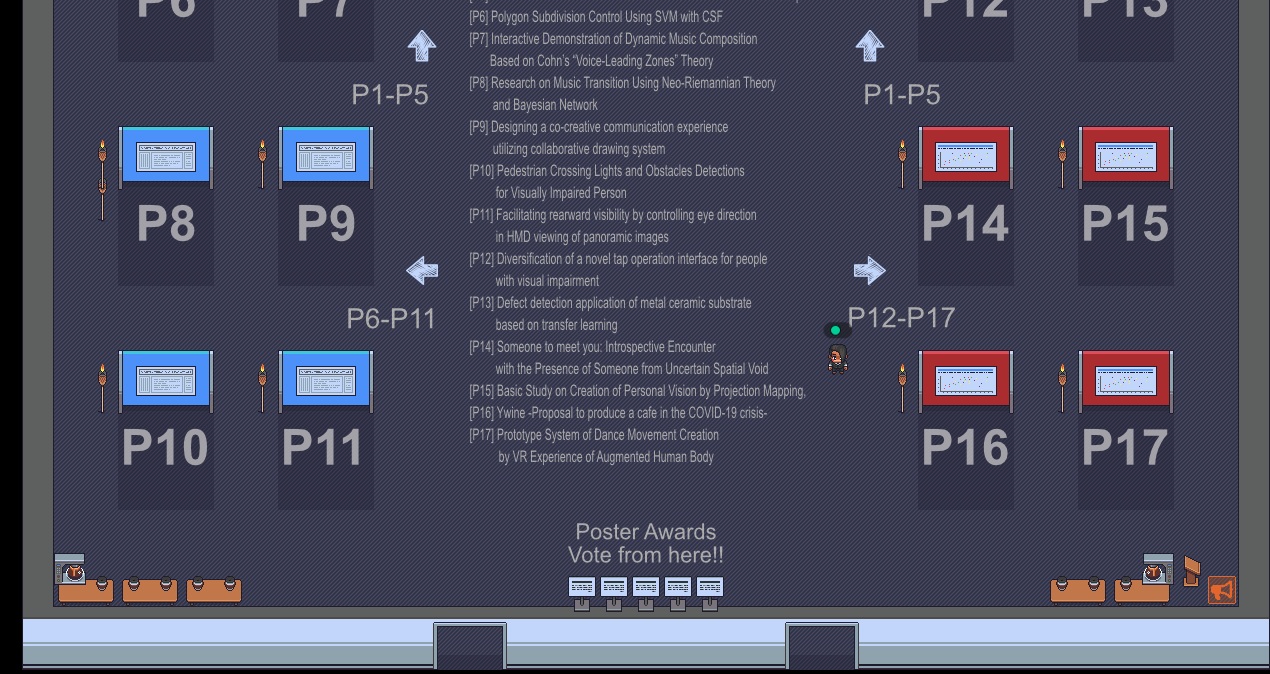 P6
P7
P12
P13
[P6] Polygon Subdivision Control Using SVM with CSF
[P7] Interactive Demonstration of Dynamic Music Composition
Based on Cohn's “Voice-Leading Zones” Theory
[P8] Research on Music Transition Using Neo-Riemannian Theory
and Bayesian Network
[P9] Designing a co-creative communication experience
utilizing collaborative drawing system
[P10] Pedestrian Crossing Lights and Obstacles Detections
for Visually Impaired Person
[P11] Facilitating rearward visibility by controlling eye direction
in HMD viewing of panoramic images
[P12] Diversification of a novel tap operation interface for people
with visual impairment
[P13] Defect detection application of metal ceramic substrate
based on transfer learning
[P14] Someone to meet you: Introspective Encounter
with the Presence of Someone from Uncertain Spatial Void
[P15] Basic Study on Creation of Personal Vision by Projection Mapping,
[P16] Ywine -Proposal to produce a cafe in the COVID-19 crisis-
[P17] Prototype System of Dance Movement Creation
by VR Experience of Augmented Human Body
P1-P5
P1-P5
P8
P9
P14
P15
P6-P11
P12-P17
P10
P11
P16
P17
Poster Awards
Vote from here!!